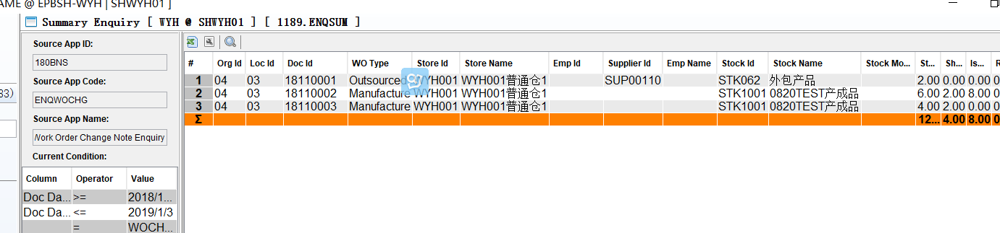 AME @ EPBSH-WYH | SHWYH01 ]
Summary Enquiry [ WYH @ SHWYH01 ] [ 1189.ENQSUM ]
Source App ID:
180BNS
Source App Code:
ENQWOCHG
Source App Name:
Work Order Change Note Enquiry
Current Condition:
Column Operator Value
Doc Da... >= 2018/1...
Doc Da... <= 2019/1/3
= WOCH...
83)
# Org Id Loc Id Doc Id WO Type Store Id Store Name Emp Id Supplier Id Emp Name Stock Id Stock Name Stock Mo... St... Sh... Is... R
1 04 03 18110001 Outsourced WYH001 WYH001普通仓1 SUP00110 STK062 外包产品 2.00 0.00 0.00 0
2 04 03 18110002 Manufacture WYH001 WYH001普通仓1 STK1001 0820TEST产成品 6.00 2.00 8.00 0
3 04 03 18110003 Manufacture WYH001 WYH001普通仓1 STK1001 0820TEST产成品 4.00 2.00 0.00 0
Σ 12... 4.00 8.00 0